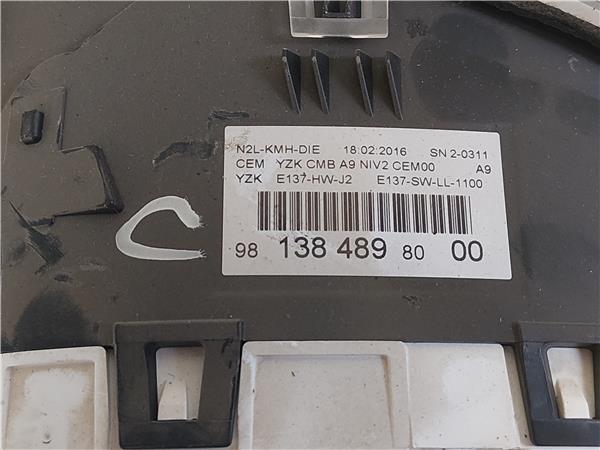 N2L-KMH-DIE 18:02:2016 SN 2-0311
CEM YZK CMB A9 NIV2 CEM00 A9
YZK E137-HW-J2 E137-SW-LL-1100
98 138 489 80 00
C